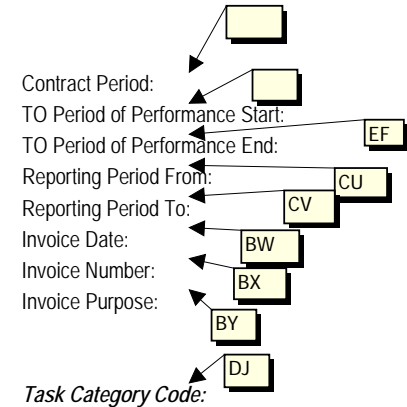 Contract Period:
TO Period of Performance Start:
TO Period of Performance End:
EF
Reporting Period From:
CU
Reporting Period To:
CV
Invoice Date:
BW
Invoice Number:
BX
Invoice Purpose:
BY
DJ
Task Category Code: